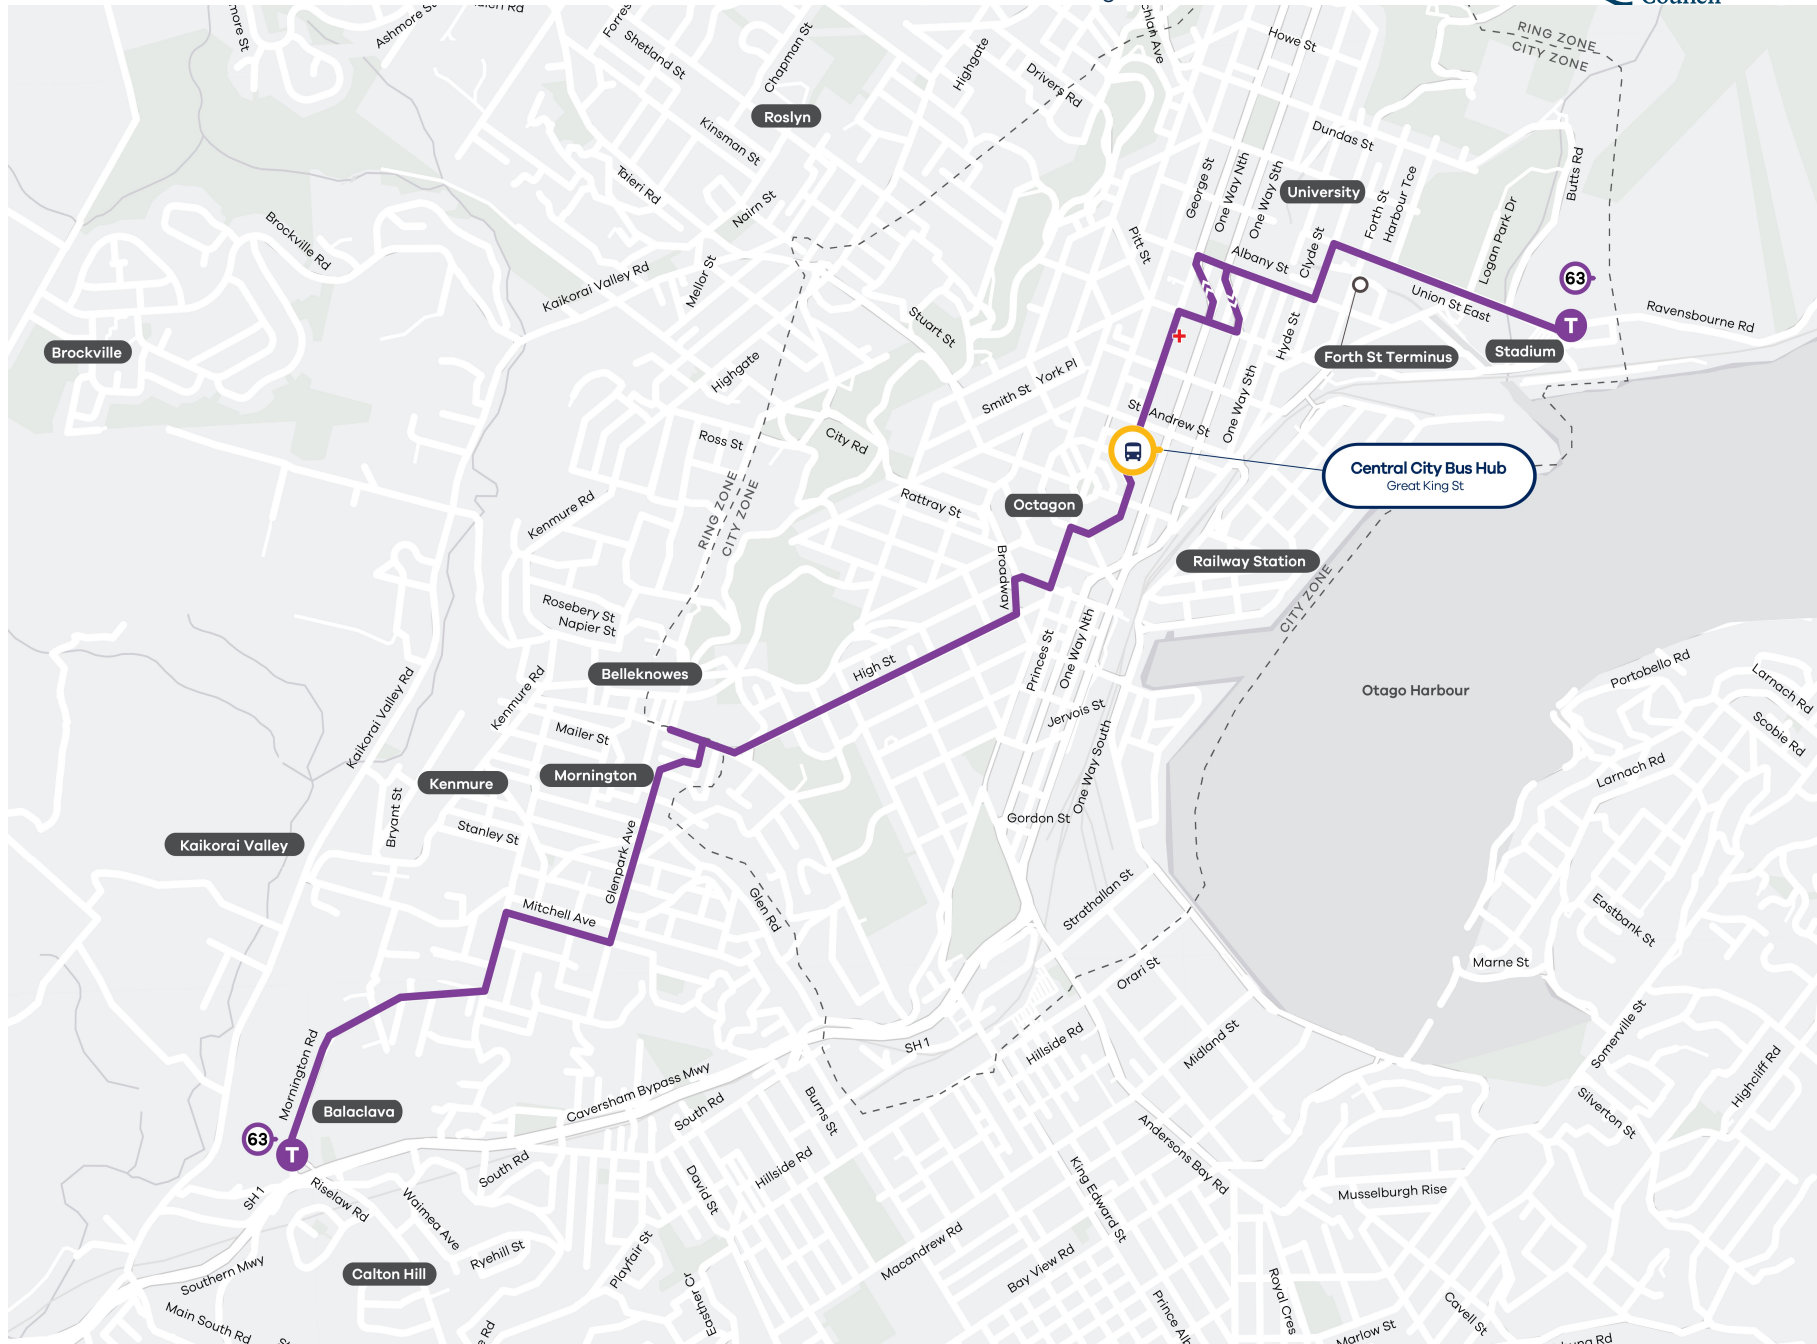 Council
Ashmore St
Shetland St
Chapman St
Highgate
Drivers Rd
Howe St
RING ZONE
CITY ZONE
Roslyn
Kinsman St
Taieri Rd
Nairn St
Dundas St
George St
One Way Nth
One Way Sth
University
Forth St
Harbour Tce
Butts Rd
Logan Park Dr
Brockville Rd
Kaikorai Valley Rd
Mellor St
Pitt St
Albany St
Clyde St
63
Union St East
T
Ravensbourne Rd
Stuart St
Hyde St
Brockville
Highgate
Forth St Terminus
Stadium
Smith St
York Pl
St Andrew St
One Way Sth
Ross St
City Rd
Central City Bus Hub
Great King St
Kenmure Rd
RING ZONE
CITY ZONE
Rattray St
Octagon
Broadway
Railway Station
CITY ZONE
Rosebery St
Napier St
Belleknowes
High St
Princes St
One Way Nth
Otago Harbour
Portobello Rd
Larnach Rd
Scobie Rd
Kenmure Rd
Kaikorai Valley Rd
Mailer St
Jervois St
One Way South
Larnach Rd
Kenmure
Mornington
Bryant St
Stanley St
Gordon St
Kaikorai Valley
Glenpark Ave
Mitchell Ave
Glen Rd
Strathallan St
Eastbank St
Marne St
Orari St
Mornington Rd
SH 1
Hillside Rd
Midland St
Somerville St
Highcliff Rd
Silverton St
Caversham Bypass Mwy
South Rd
Burns St
Balaclava
63
T
Andersons Bay Rd
King Edward St
Musselburgh Rise
SH 1
Riselaw Rd
Waimea Ave
South Rd
David St
Hillside Rd
Ryehill St
Playfair St
Macandrew Rd
Bay View Rd
Calton Hill
Southern Mwy
Main South Rd
Easther Cr
Royal Cres
Cavell St
Marlow St